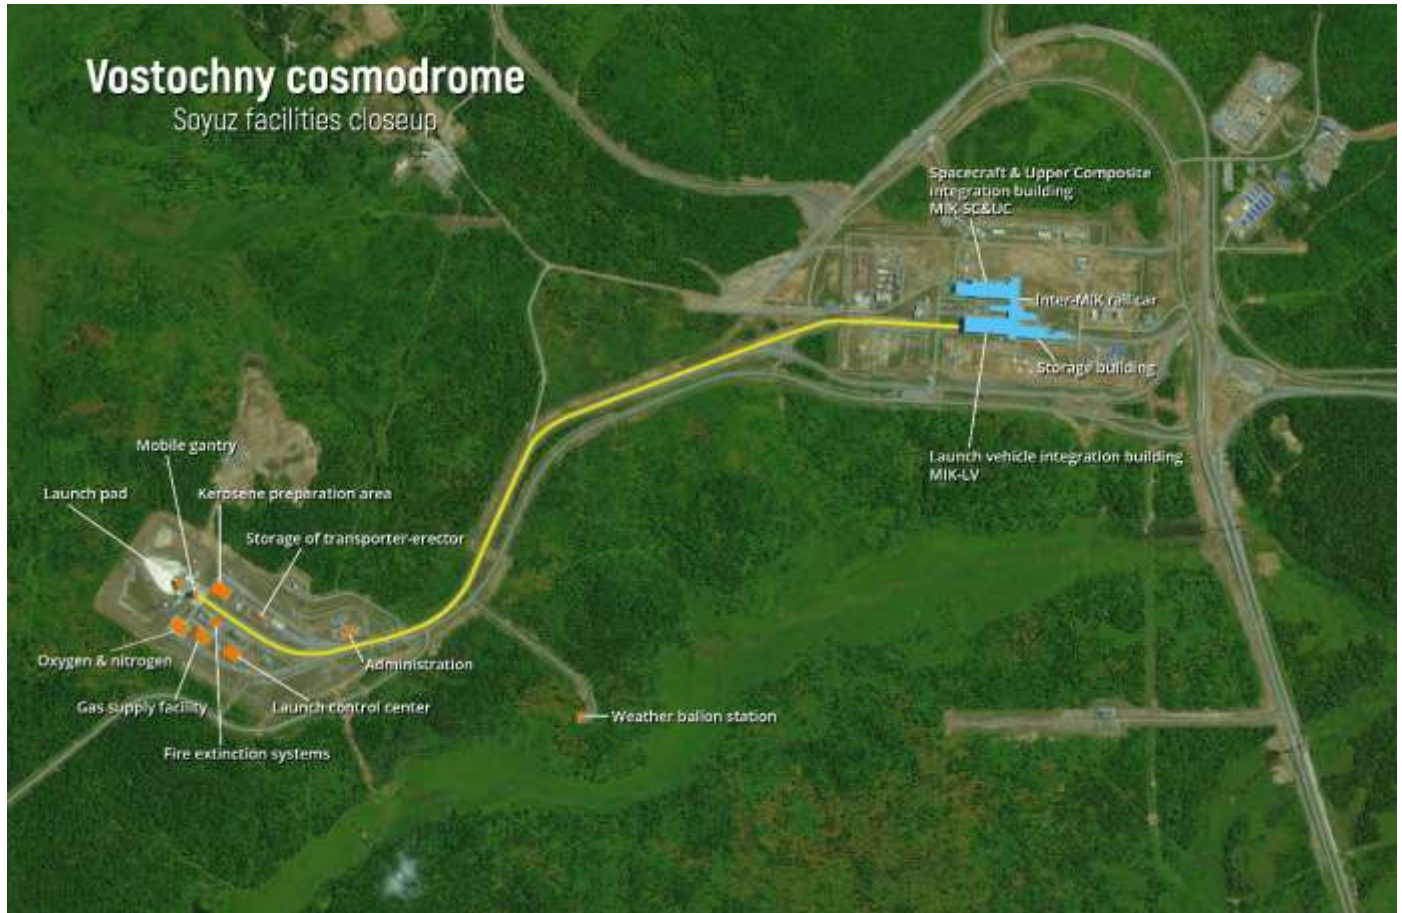 Vostochny cosmodrome
Soyuz facilities closeup
Spacecraft & Upper Composite
integration building
MIK-SC&UC
Inter-MIK rail car
Storage building
Launch vehicle integration building
MIK-LV
Mobile gantry
Launch pad
Kerosene preparation area
Storage of transporter-erector
Oxygen & nitrogen
Administration
Gas supply facility
Launch control center
Weather ballon station
Fire extinction systems